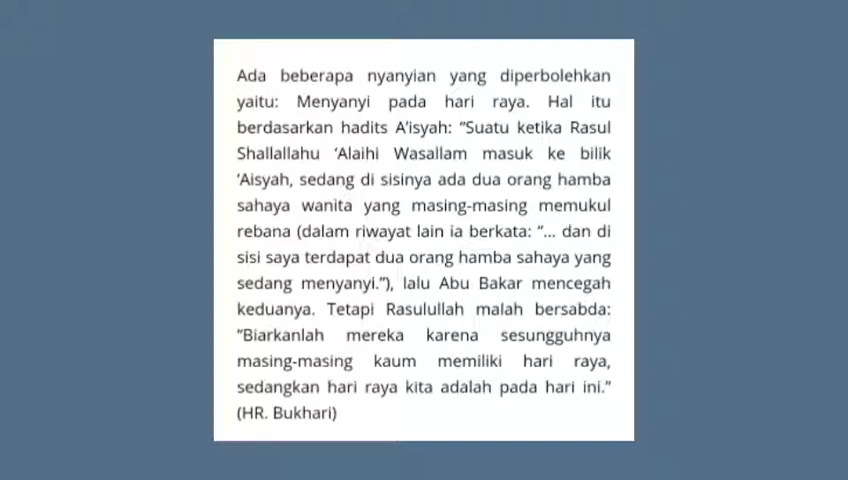 Ada beberapa nyanyian yang diperbolehkan
yaitu: Menyanyi pada hari raya. Hal itu
berdasarkan hadits A’isyah: “Suatu ketika Rasul
Shallallahu ‘Alaihi Wasallam masuk ke bilik
‘Aisyah, sedang di sisinya ada dua orang hamba
sahaya wanita yang masing-masing memukul
rebana (dalam riwayat lain ia berkata: “... dan di
sisi saya terdapat dua orang hamba sahaya yang
sedang menyanyi.”), lalu Abu Bakar mencegah
keduanya. Tetapi Rasulullah malah bersabda:
“Biarkanlah mereka karena sesungguhnya
masing-masing kaum memiliki hari raya,
sedangkan hari raya kita adalah pada hari ini.”
(HR. Bukhari)